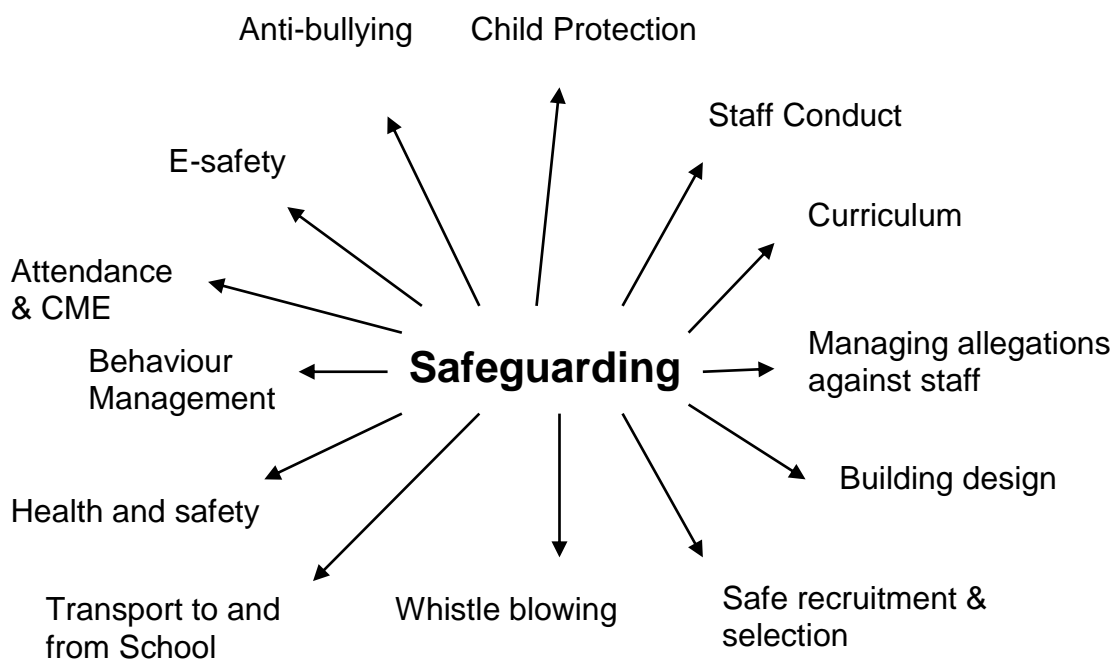 Anti-bullying
Child Protection
Staff Conduct
E-safety
Curriculum
Attendance
& CME
Managing allegations
against staff
Behaviour
Management
Safeguarding
Building design
Health and safety
Transport to and
from School
Whistle blowing
Safe recruitment &
selection